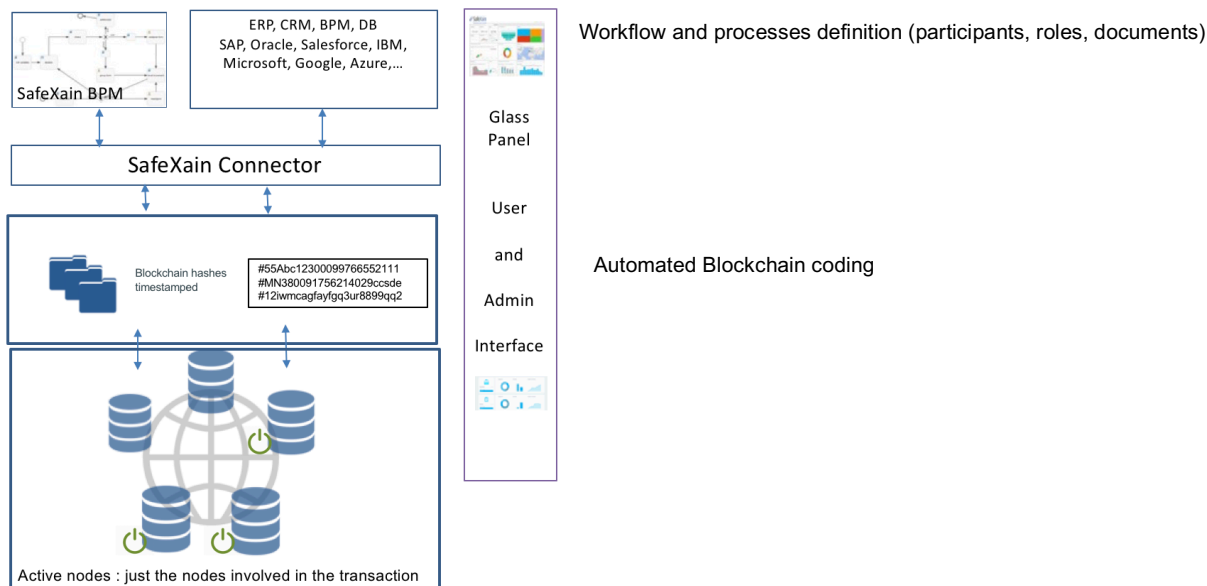 SafeXain BPM
ERP, CRM, BPM, DB
SAP, Oracle, Salesforce, IBM,
Microsoft, Google, Azure,...
SafeXain Connector
Blockchain hashes
timestamped
#55Abc12300099766552111
#MN380091756214029ccsde
#12iwmcagfayfgq3ur8899qq2
Active nodes : just the nodes involved in the transaction
Glass
Panel
User
and
Admin
Interface
Workflow and processes definition (participants, roles, documents)
Automated Blockchain coding